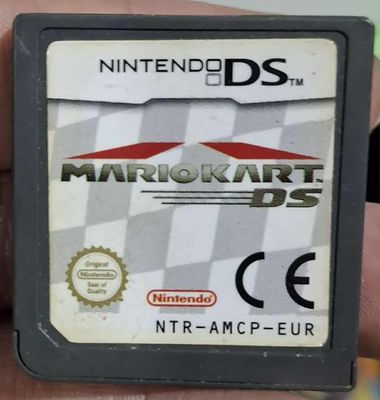 NINTENDO DS™
MARIOKART
DS
Original
Nintendo
Seal of
Quality
Nintendo
CE
NTR-AMCP-EUR